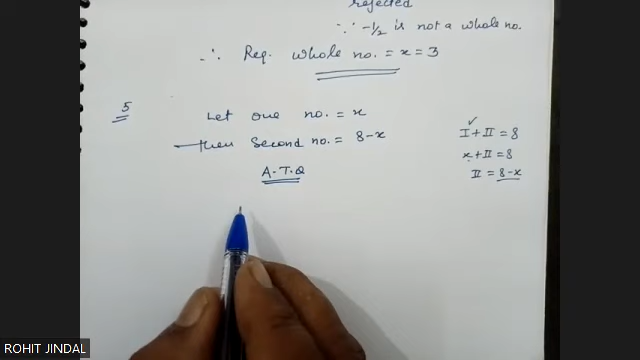 rejected
∵ -1/2 is not a whole no.
∴ Req. whole no. = x = 3
5
Let one no. = x
Then Second no. = 8-x
A.T.Q
✓
I + II = 8
x + II = 8
II = 8-x
ROHIT JINDAL